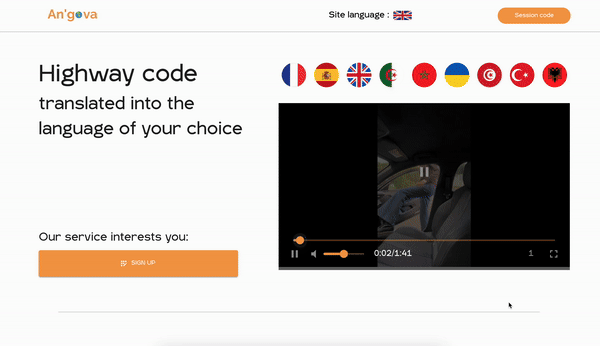 An'gova
Site language :
Session code
Highway code
translated into the
language of your choice
Our service interests you:
SIGN UP
0:02/1:41
1